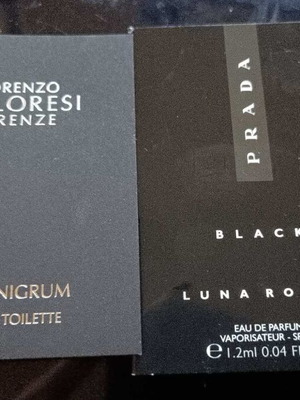 ORENZO
LORESI
RENZE
NIGRUM
TOILETTE
PRADA
BLACK
LUNA RO
EAU DE PARFUM
VAPORISATEUR - SP
℮ 1.2ml 0.04 F